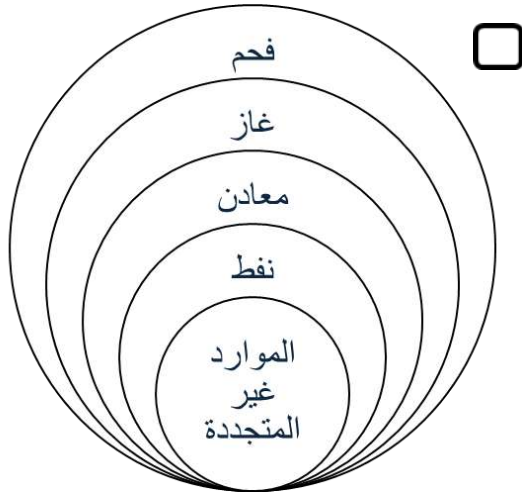 فحم
غاز
معادن
نفط
الموارد
غير
المتجددة